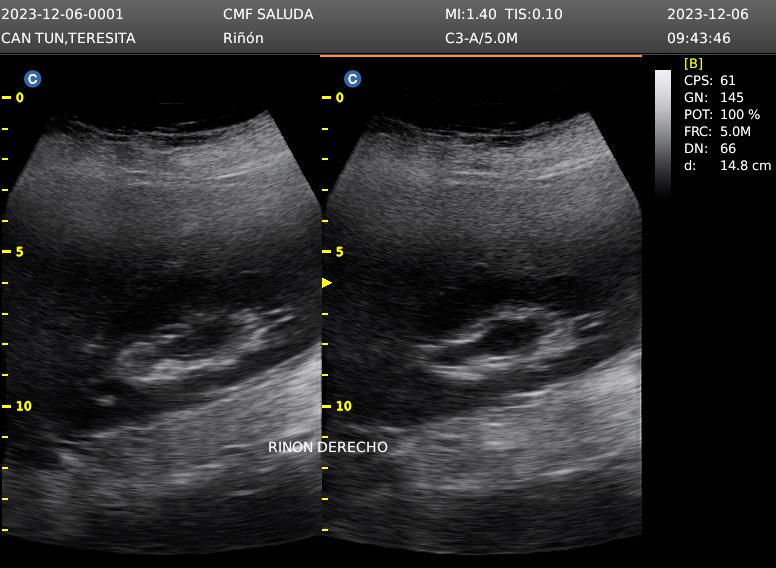 2023-12-06-0001 CMF SALUDA MI:1.40 TIS:0.10 2023-12-06
CAN TUN,TERESITA Riñón C3-A/5.0M 09:43:46
[B]
CPS: 61
GN: 145
POT: 100 %
FRC: 5.0M
DN: 66
d: 14.8 cm
C C
0 0
5 5
10 10
RINON DERECHO